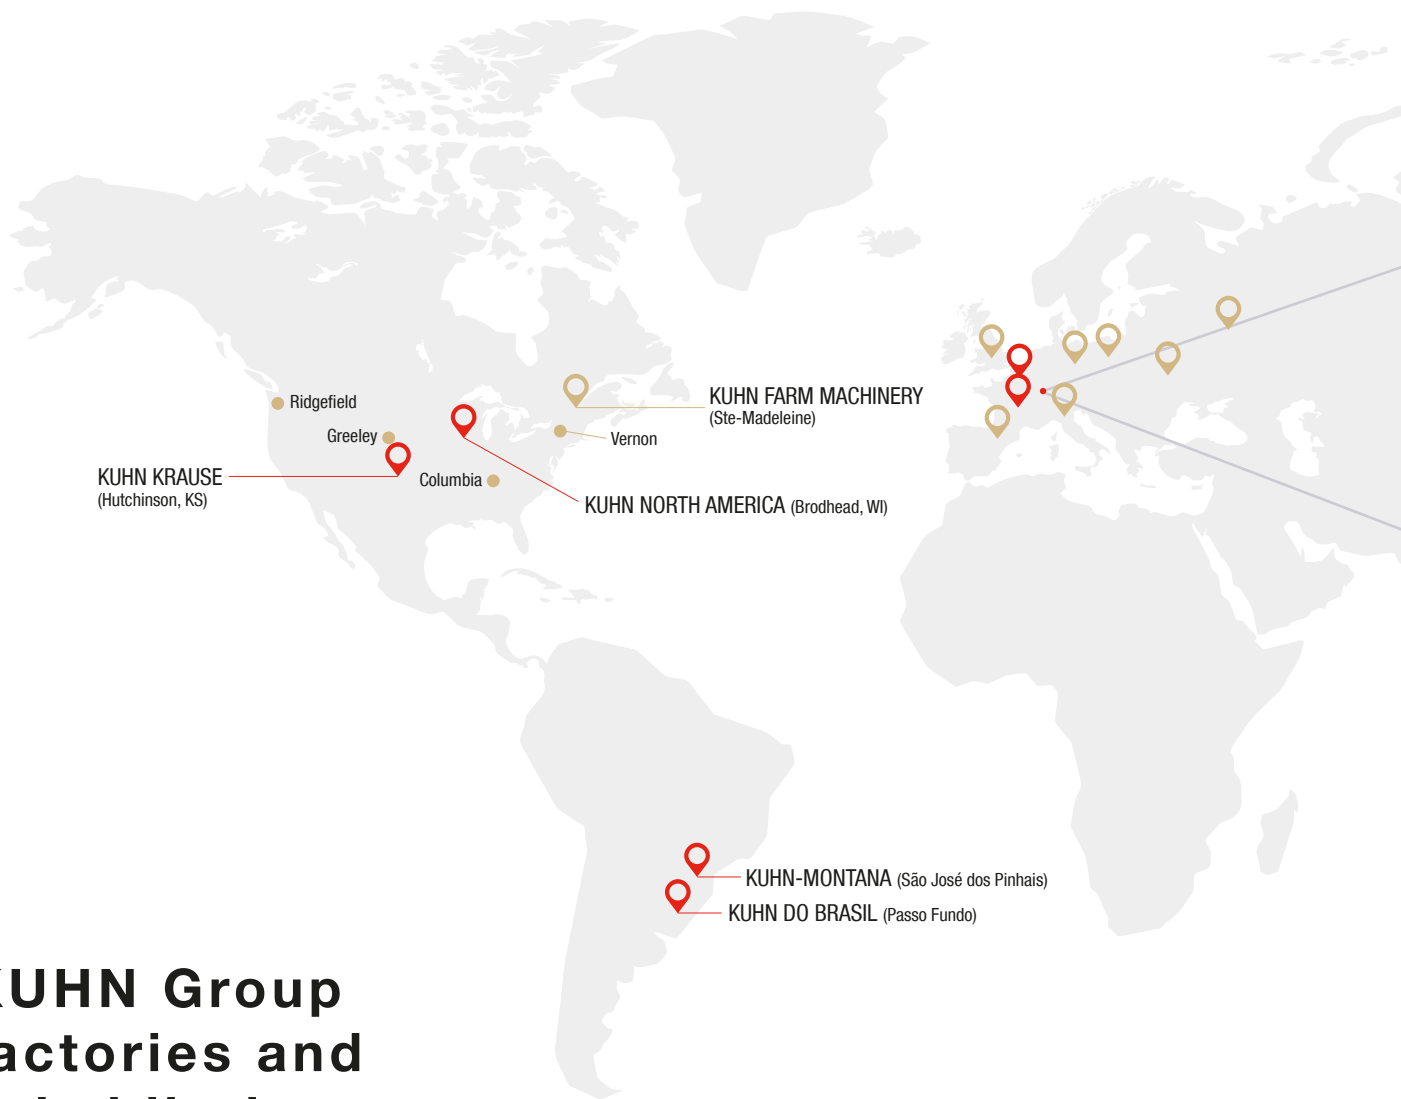 Ridgefield
Greeley
KUHN KRAUSE
(Hutchinson, KS)
Columbia
KUHN FARM MACHINERY
(Ste-Madeleine)
Vernon
KUHN NORTH AMERICA (Brodhead, WI)
KUHN-MONTANA (São José dos Pinhais)
KUHN DO BRASIL (Passo Fundo)
KUHN Group
actories and